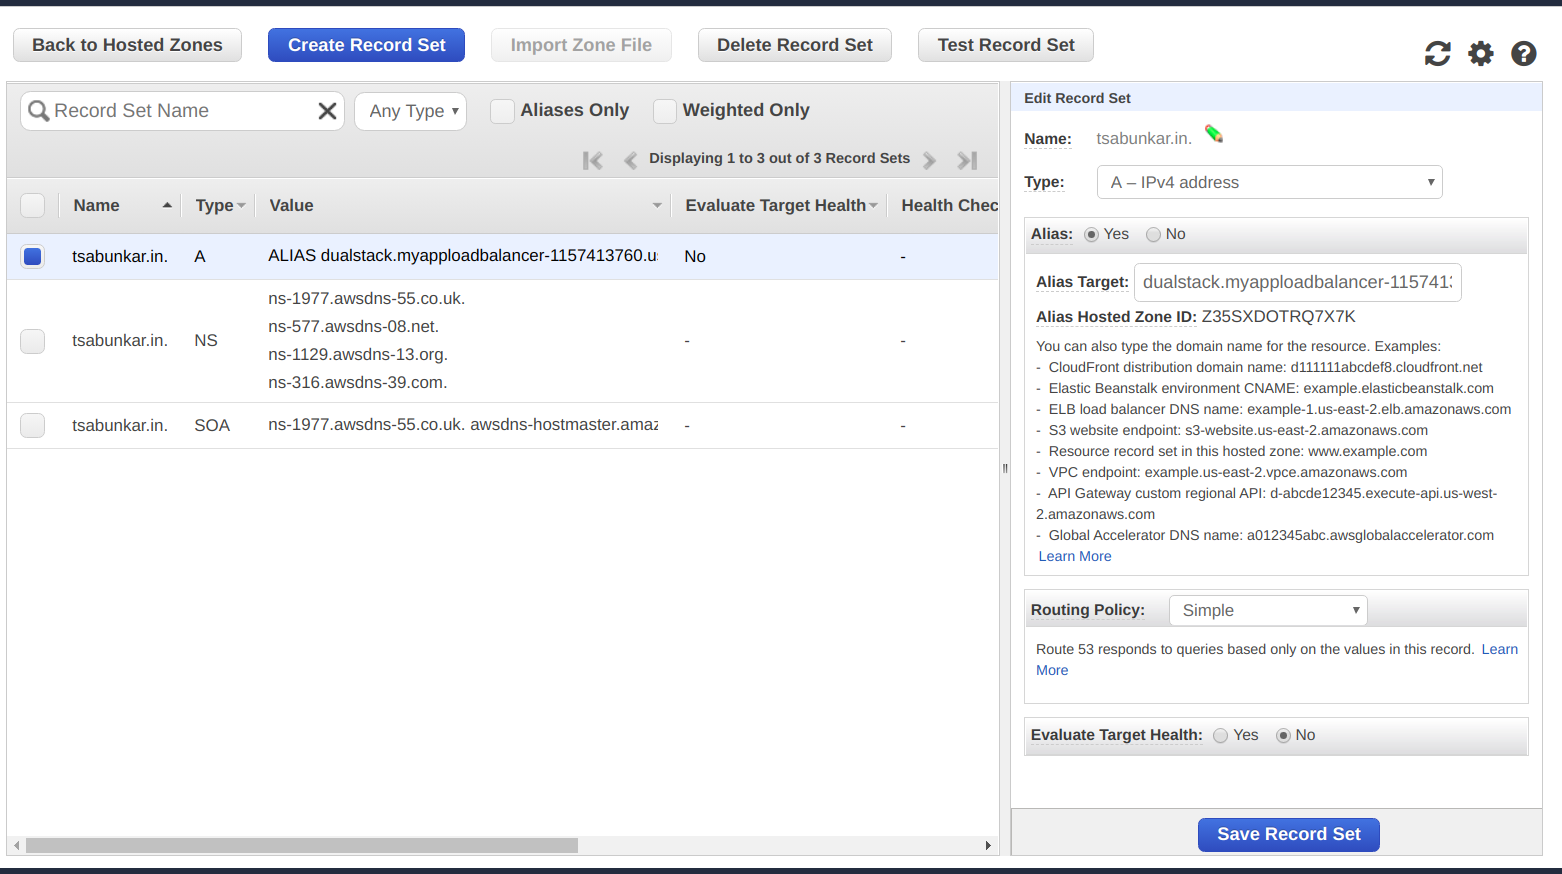 Back to Hosted Zones Create Record Set Import Zone File Delete Record Set Test Record Set
Record Set Name Any Type Aliases Only Weighted Only
Displaying 1 to 3 out of 3 Record Sets
Name Type Value Evaluate Target Health Health Chec
tsabunkar.in. A ALIAS dualstack.myapploadbalancer-1157413760.u No -
tsabunkar.in. NS ns-1977.awsdns-55.co.uk. - -
ns-577.awsdns-08.net.
ns-1129.awsdns-13.org.
ns-316.awsdns-39.com.
tsabunkar.in. SOA ns-1977.awsdns-55.co.uk. awsdns-hostmaster.amaz - -
Edit Record Set
Name: tsabunkar.in.
Type: A – IPv4 address
Alias: Yes No
Alias Target: dualstack.myapploadbalancer-115741
Alias Hosted Zone ID: Z35SXDOTRQ7X7K
You can also type the domain name for the resource. Examples:
- CloudFront distribution domain name: d111111abcdef8.cloudfront.net
- Elastic Beanstalk environment CNAME: example.elasticbeanstalk.com
- ELB load balancer DNS name: example-1.us-east-2.elb.amazonaws.com
- S3 website endpoint: s3-website.us-east-2.amazonaws.com
- Resource record set in this hosted zone: www.example.com
- VPC endpoint: example.us-east-2.vpce.amazonaws.com
- API Gateway custom regional API: d-abcde12345.execute-api.us-west-
2.amazonaws.com
- Global Accelerator DNS name: a012345abc.awsglobalaccelerator.com
Learn More
Routing Policy: Simple
Route 53 responds to queries based only on the values in this record. Learn
More
Evaluate Target Health: Yes No
Save Record Set